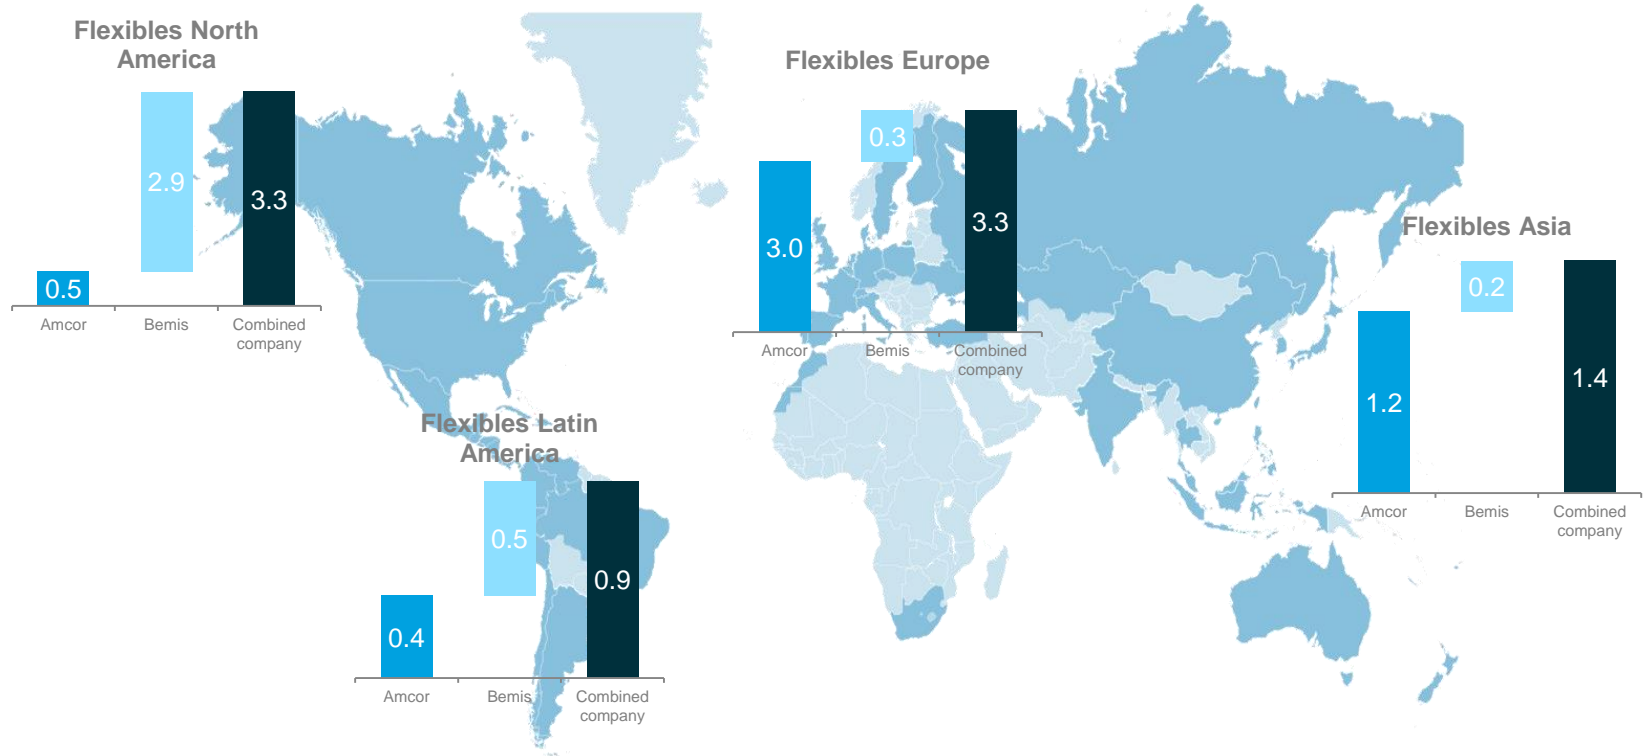 Flexibles North
America
2.9
3.3
0.5
Amcor
Bemis
Combined
company
Flexibles Europe
0.3
3.0
3.3
Amcor
Bemis
Combined
company
Flexibles Asia
0.2
1.2
1.4
Amcor
Bemis
Combined
company
Flexibles Latin
America
0.5
0.9
0.4
Amcor
Bemis
Combined
company